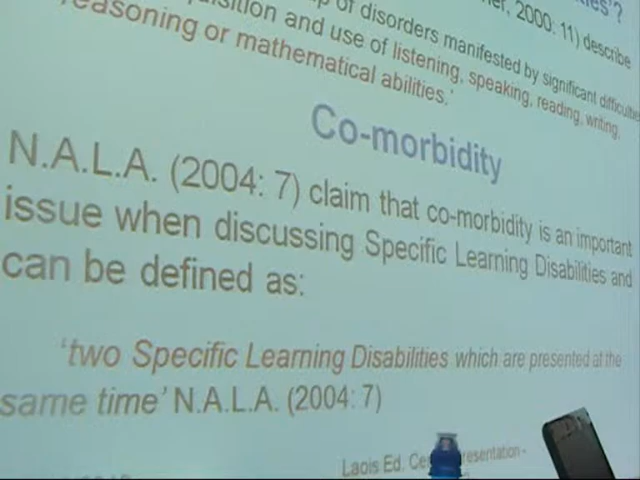 2000: 11) describe
of disorders manifested by significant difficulties
and use of listening, speaking, reading, writing,
reasoning or mathematical abilities.'
Co-morbidity
N.A.L.A. (2004: 7) claim that co-morbidity is an important
issue when discussing Specific Learning Disabilities and
can be defined as:
'two Specific Learning Disabilities which are presented at the
same time' N.A.L.A. (2004: 7)
Laois Ed.